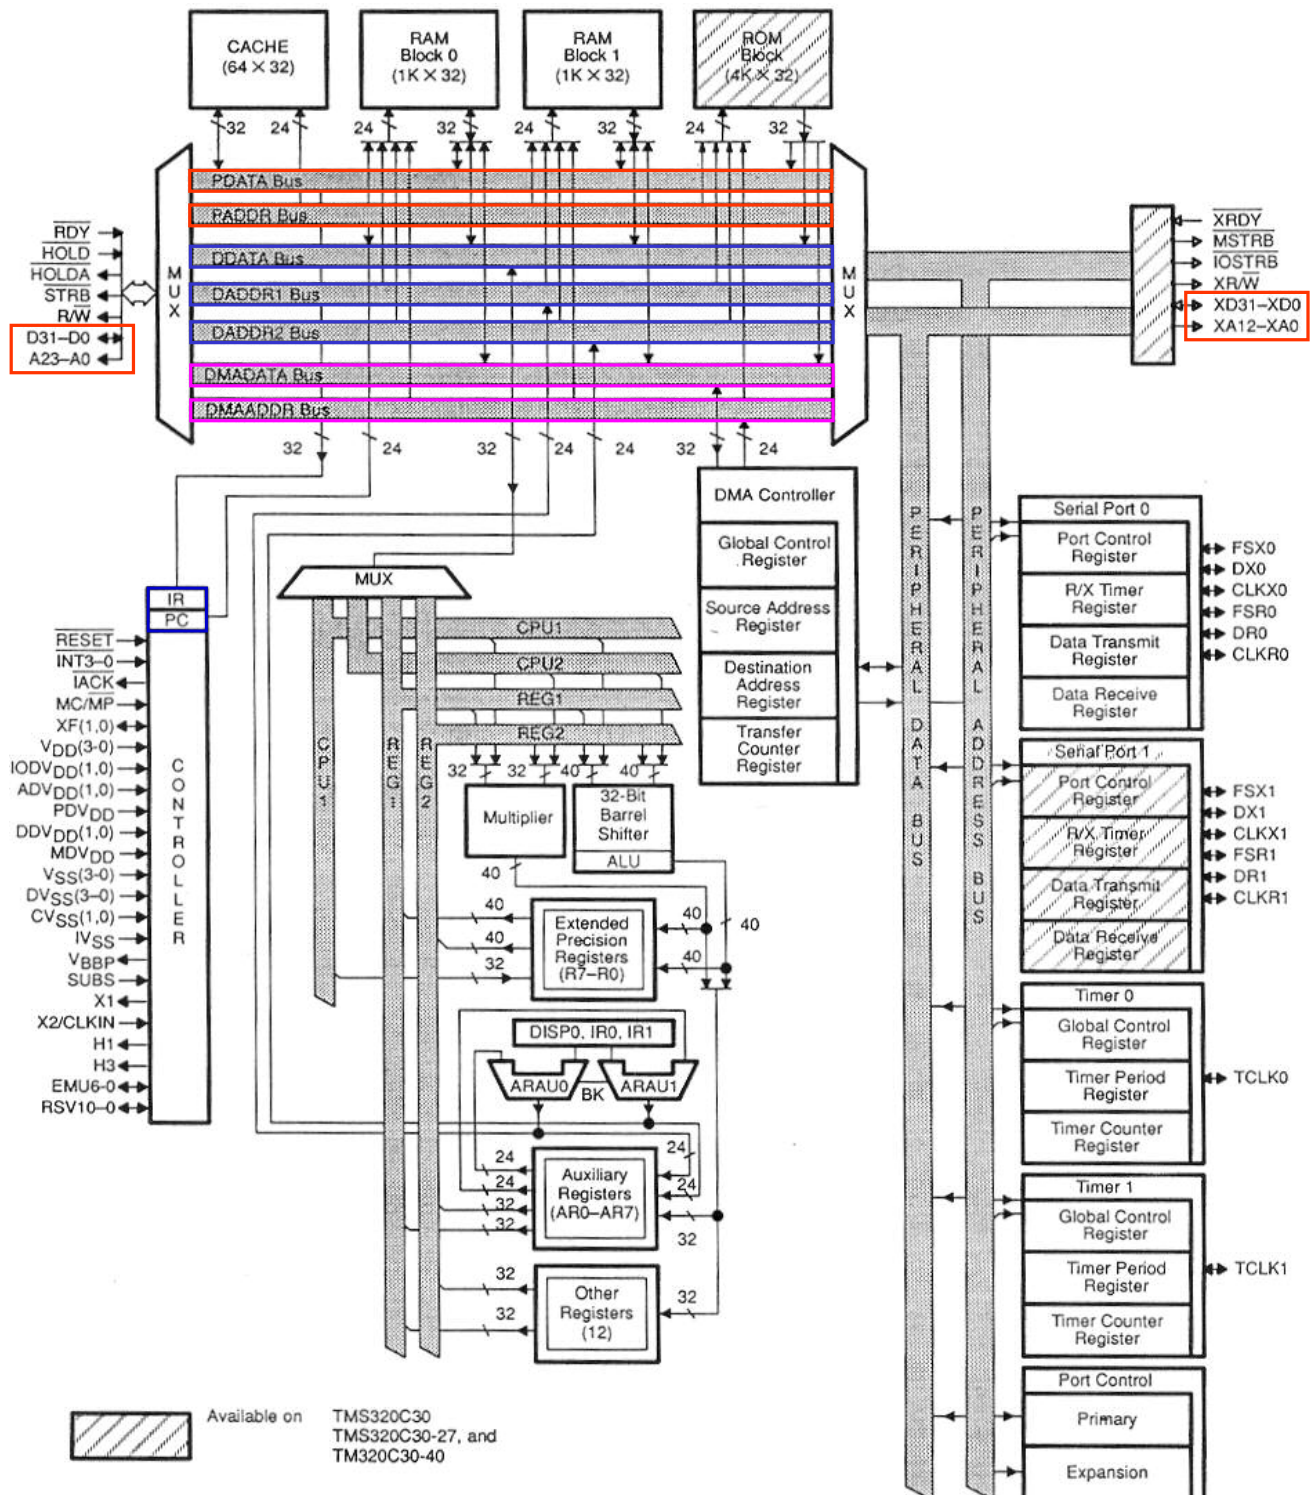 CACHE
(64 X 32)
RAM
Block 0
(1K X 32)
RAM
Block 1
(1K X 32)
ROM
Block
(4K X 32)
32
24
24
32
24
32
24
32
PDATA Bus
PADDR Bus
DDATA Bus
DADDR1 Bus
DADDR2 Bus
DMADATA Bus
DMAADDR Bus
MUX
MUX
RDY
HOLD
HOLDA
STRB
R/W
D31–D0
A23–A0
XRDY
MSTRB
IOSTRB
XR/W
XD31–XD0
XA12–XA0
32
24
32
24
24
32
24
IR
PC
CONTROLLER
RESET
INT3-0
IACK
MC/MP
XF(1,0)
VDD(3-0)
IODVDD(1,0)
ADVDD(1,0)
PDVDD
DDVDD(1,0)
MDVDD
VSS(3-0)
DVSS(3–0)
CVSS(1,0)
IVSS
VBBP
SUBS
X1
X2/CLKIN
H1
H3
EMU6-0
RSV10–0
MUX
CPU1
CPU2
REG1
REG2
CPU1
REG1
REG2
32
32
40
40
Multiplier
32-Bit
Barrel
Shifter
ALU
40
40
40
40
32
Extended
Precision
Registers
(R7–R0)
40
40
40
DISP0, IR0, IR1
ARAU0
BK
ARAU1
24
24
32
32
Auxiliary
Registers
(AR0–AR7)
24
24
32
32
32
Other
Registers
(12)
32
DMA Controller
Global Control
Register
Source Address
Register
Destination
Address
Register
Transfer
Counter
Register
PERIPHERAL DATA BUS
PERIPHERAL ADDRESS BUS
Serial Port 0
Port Control
Register
R/X Timer
Register
Data Transmit
Register
Data Receive
Register
FSX0
DX0
CLKX0
FSR0
DR0
CLKR0
Serial Port 1
Port Control
Register
R/X Timer
Register
Data Transmit
Register
Data Receive
Register
FSX1
DX1
CLKX1
FSR1
DR1
CLKR1
Timer 0
Global Control
Register
Timer Period
Register
Timer Counter
Register
TCLK0
Timer 1
Global Control
Register
Timer Period
Register
Timer Counter
Register
TCLK1
Port Control
Primary
Expansion
Available on
TMS320C30
TMS320C30-27, and
TM320C30-40